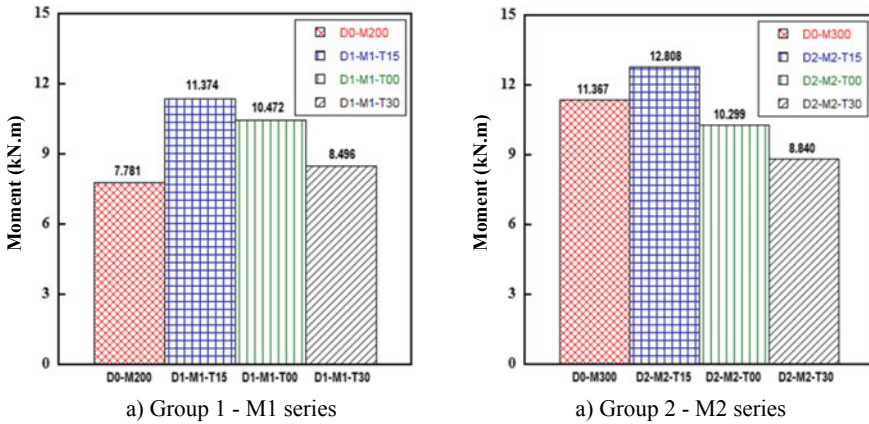 15
12
9
6
3
0
Moment (kN.m)
D0-M200
D1-M1-T15
D1-M1-T00
D1-M1-T30
7.781
11.374
10.472
8.496
D0-M200 D1-M1-T15 D1-M1-T00 D1-M1-T30
a) Group 1 - M1 series
15
12
9
6
3
0
Moment (kN.m)
D0-M300
D2-M2-T15
D2-M2-T00
D2-M2-T30
11.367
12.808
10.299
8.840
D0-M300 D2-M2-T15 D2-M2-T00 D2-M2-T30
a) Group 2 - M2 series